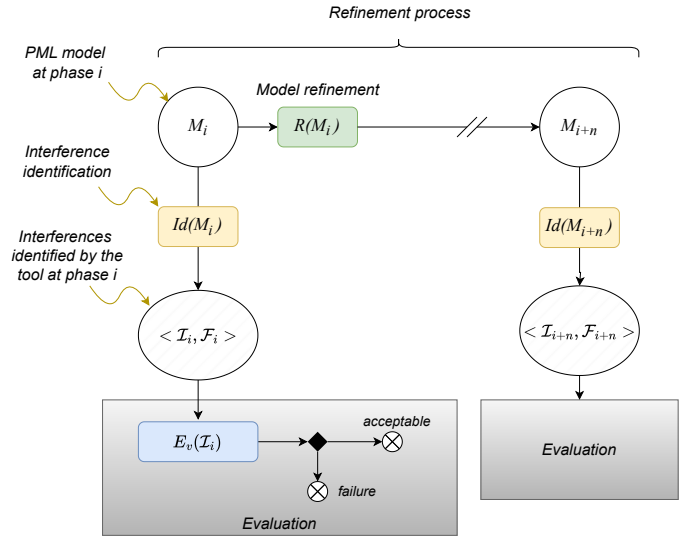 Refinement process
PML model
at phase i
Model refinement
M_i
R(M_i)
M_{i+n}
Interference
identification
Id(M_i)
Id(M_{i+n})
Interferences
identified by the
tool at phase i
< ℐ_i, ℱ_i >
< ℐ_{i+n}, ℱ_{i+n} >
acceptable
E_v(ℐ_i)
failure
Evaluation
Evaluation